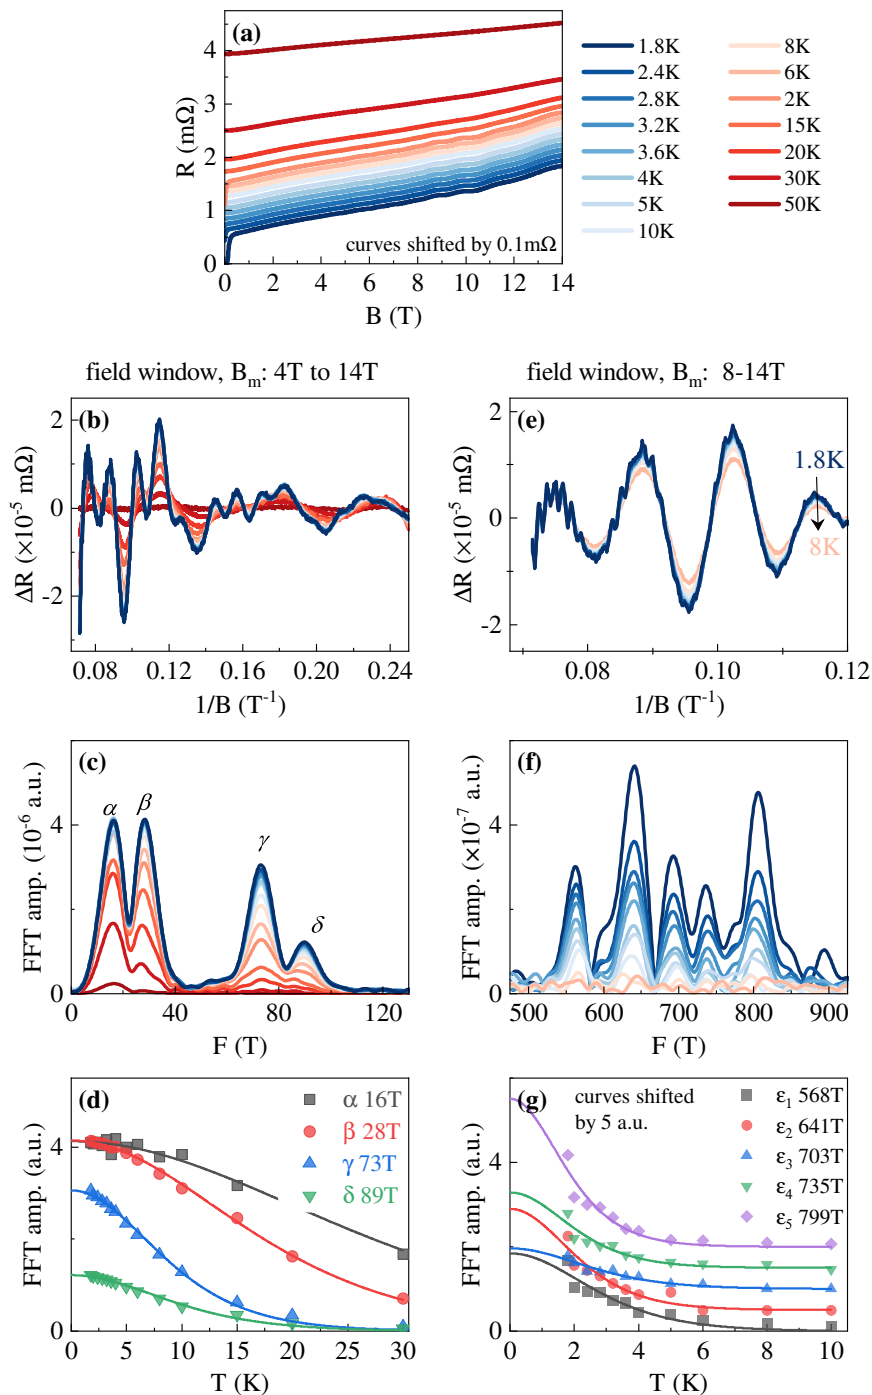 (a)
4
3
2
1
0
R (mΩ)
0 2 4 6 8 10 12 14
B (T)
curves shifted by 0.1mΩ
1.8K
2.4K
2.8K
3.2K
3.6K
4K
5K
10K
8K
6K
2K
15K
20K
30K
50K
field window, Bm: 4T to 14T
(b)
2
0
-2
ΔR (×10-5 mΩ)
0.08 0.12 0.16 0.20 0.24
1/B (T-1)
field window, Bm: 8-14T
(e)
2
0
-2
ΔR (×10-5 mΩ)
1.8K
8K
0.08 0.10 0.12
1/B (T-1)
(c)
α β γ δ
4
0
FFT amp. (10-6 a.u.)
0 40 80 120
F (T)
(f)
4
0
FFT amp. (×10-7 a.u.)
500 600 700 800 900
F (T)
(d)
α 16T
β 28T
γ 73T
δ 89T
4
0
FFT amp. (a.u.)
0 5 10 15 20 25 30
T (K)
(g)
curves shifted
by 5 a.u.
ε1 568T
ε2 641T
ε3 703T
ε4 735T
ε5 799T
4
0
FFT amp. (a.u.)
0 2 4 6 8 10
T (K)